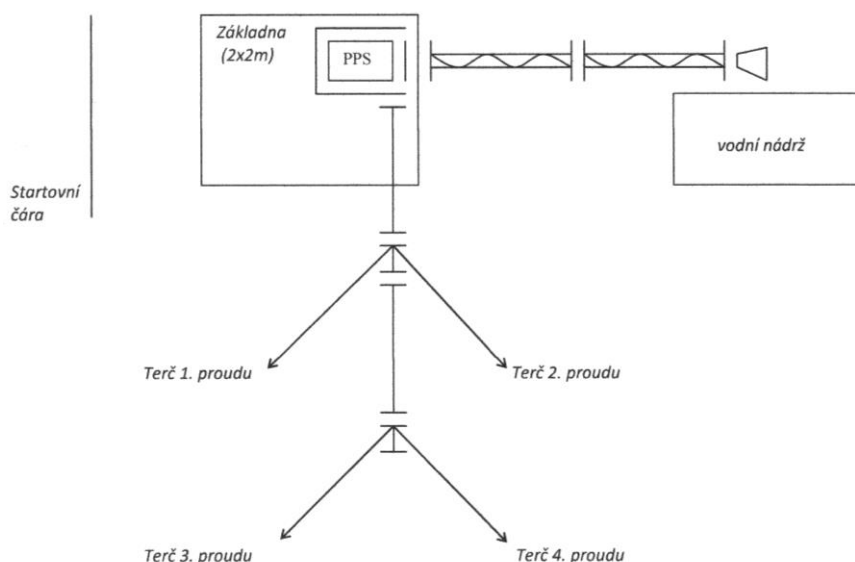 Základna
(2x2m)
PPS
vodní nádrž
Startovní
čára
Terč 1. proudu
Terč 2. proudu
Terč 3. proudu
Terč 4. proudu